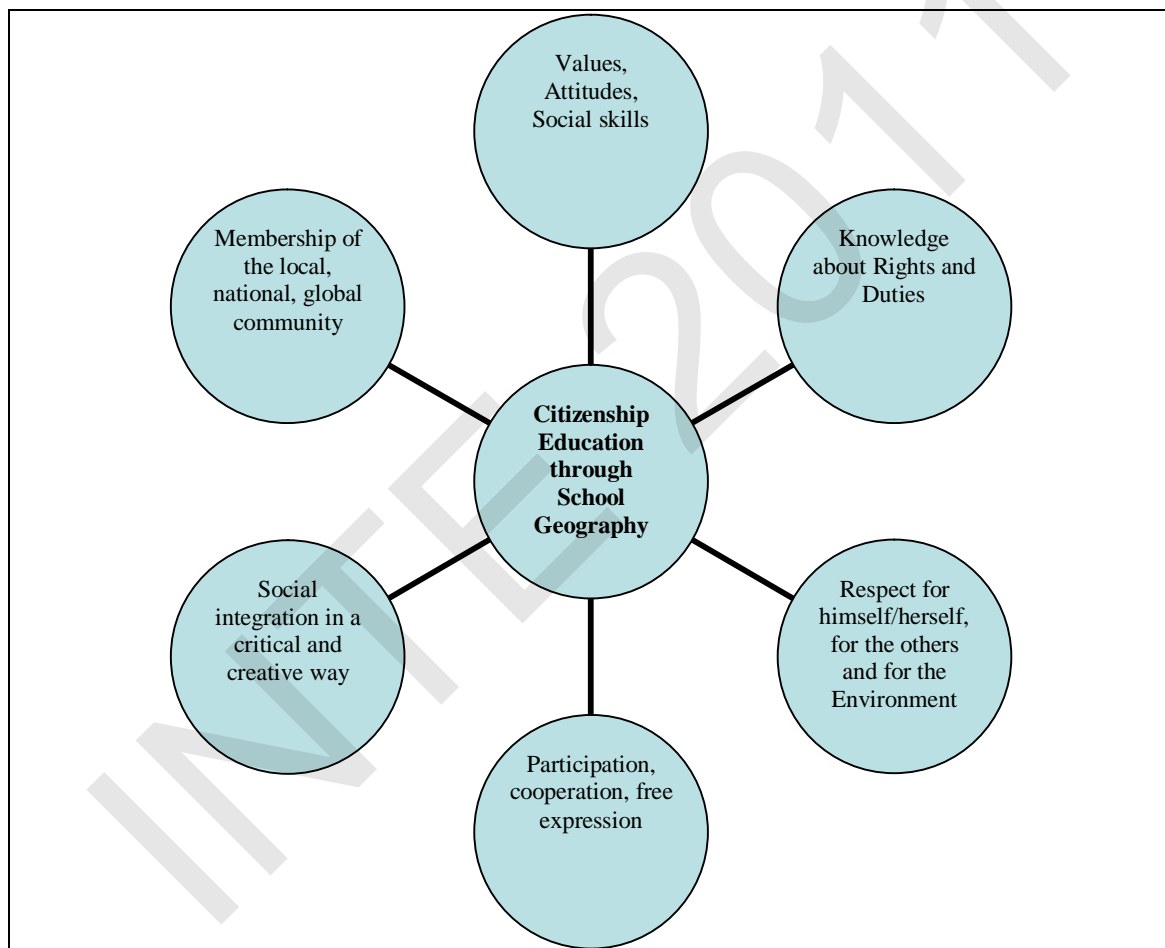 Values,
Attitudes,
Social skills
Knowledge
about Rights and
Duties
Respect for
himself/herself,
for the others
and for the
Environment
Participation,
cooperation, free
expression
Social
integration in a
critical and
creative way
Membership of
the local,
national, global
community
Citizenship
Education
through
School
Geography
INTE 2011